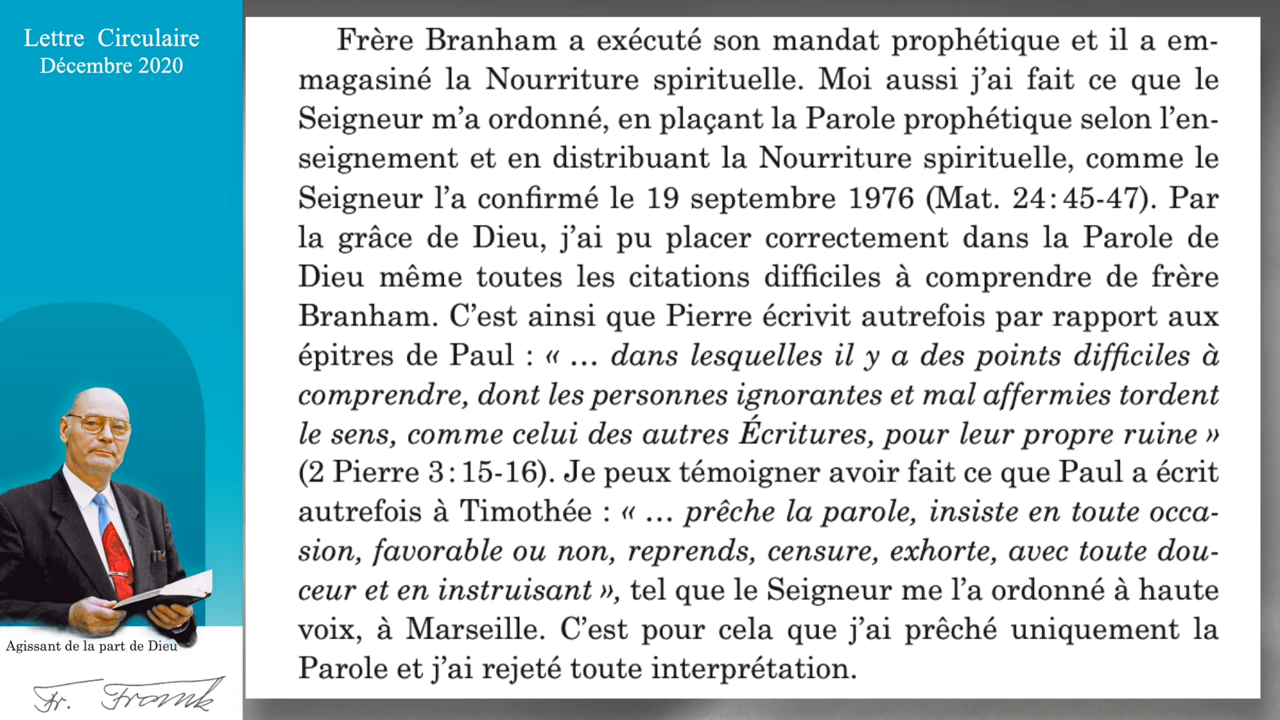 Lettre Circulaire
Décembre 2020
Frère Branham a exécuté son mandat prophétique et il a em-
magasiné la Nourriture spirituelle. Moi aussi j’ai fait ce que le
Seigneur m’a ordonné, en plaçant la Parole prophétique selon l’en-
seignement et en distribuant la Nourriture spirituelle, comme le
Seigneur l’a confirmé le 19 septembre 1976 (Mat. 24:45-47). Par
la grâce de Dieu, j’ai pu placer correctement dans la Parole de
Dieu même toutes les citations difficiles à comprendre de frère
Branham. C’est ainsi que Pierre écrivit autrefois par rapport aux
épitres de Paul : « … dans lesquelles il y a des points difficiles à
comprendre, dont les personnes ignorantes et mal affermies tordent
le sens, comme celui des autres Écritures, pour leur propre ruine »
(2 Pierre 3:15-16). Je peux témoigner avoir fait ce que Paul a écrit
autrefois à Timothée : « … prêche la parole, insiste en toute occa-
sion, favorable ou non, reprends, censure, exhorte, avec toute dou-
ceur et en instruisant », tel que le Seigneur me l’a ordonné à haute
voix, à Marseille. C’est pour cela que j’ai prêché uniquement la
Parole et j’ai rejeté toute interprétation.
Agissant de la part de Dieu
Fr. Frank